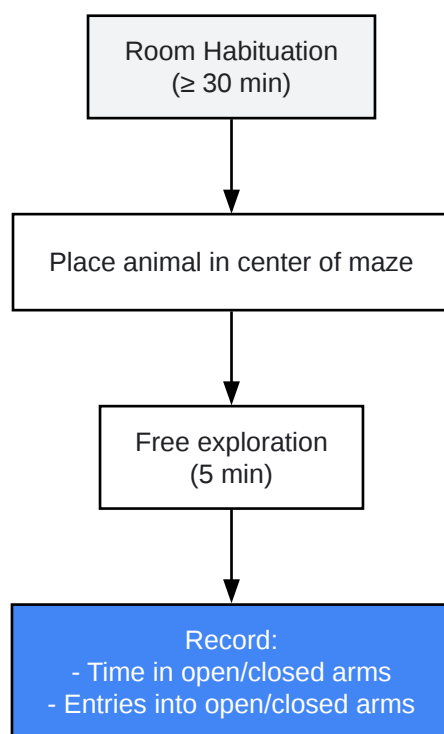 Room Habituation
(≥ 30 min)
Place animal in center of maze
Free exploration
(5 min)
Record:
- Time in open/closed arms
- Entries into open/closed arms